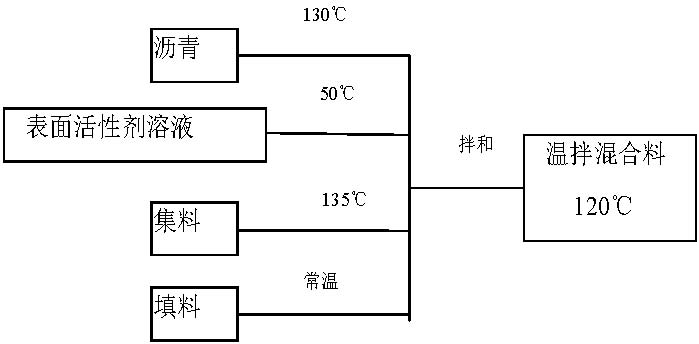 130℃
沥青
50℃
表面活性剂溶液
拌和
温拌混合料
120℃
135℃
集料
常温
填料